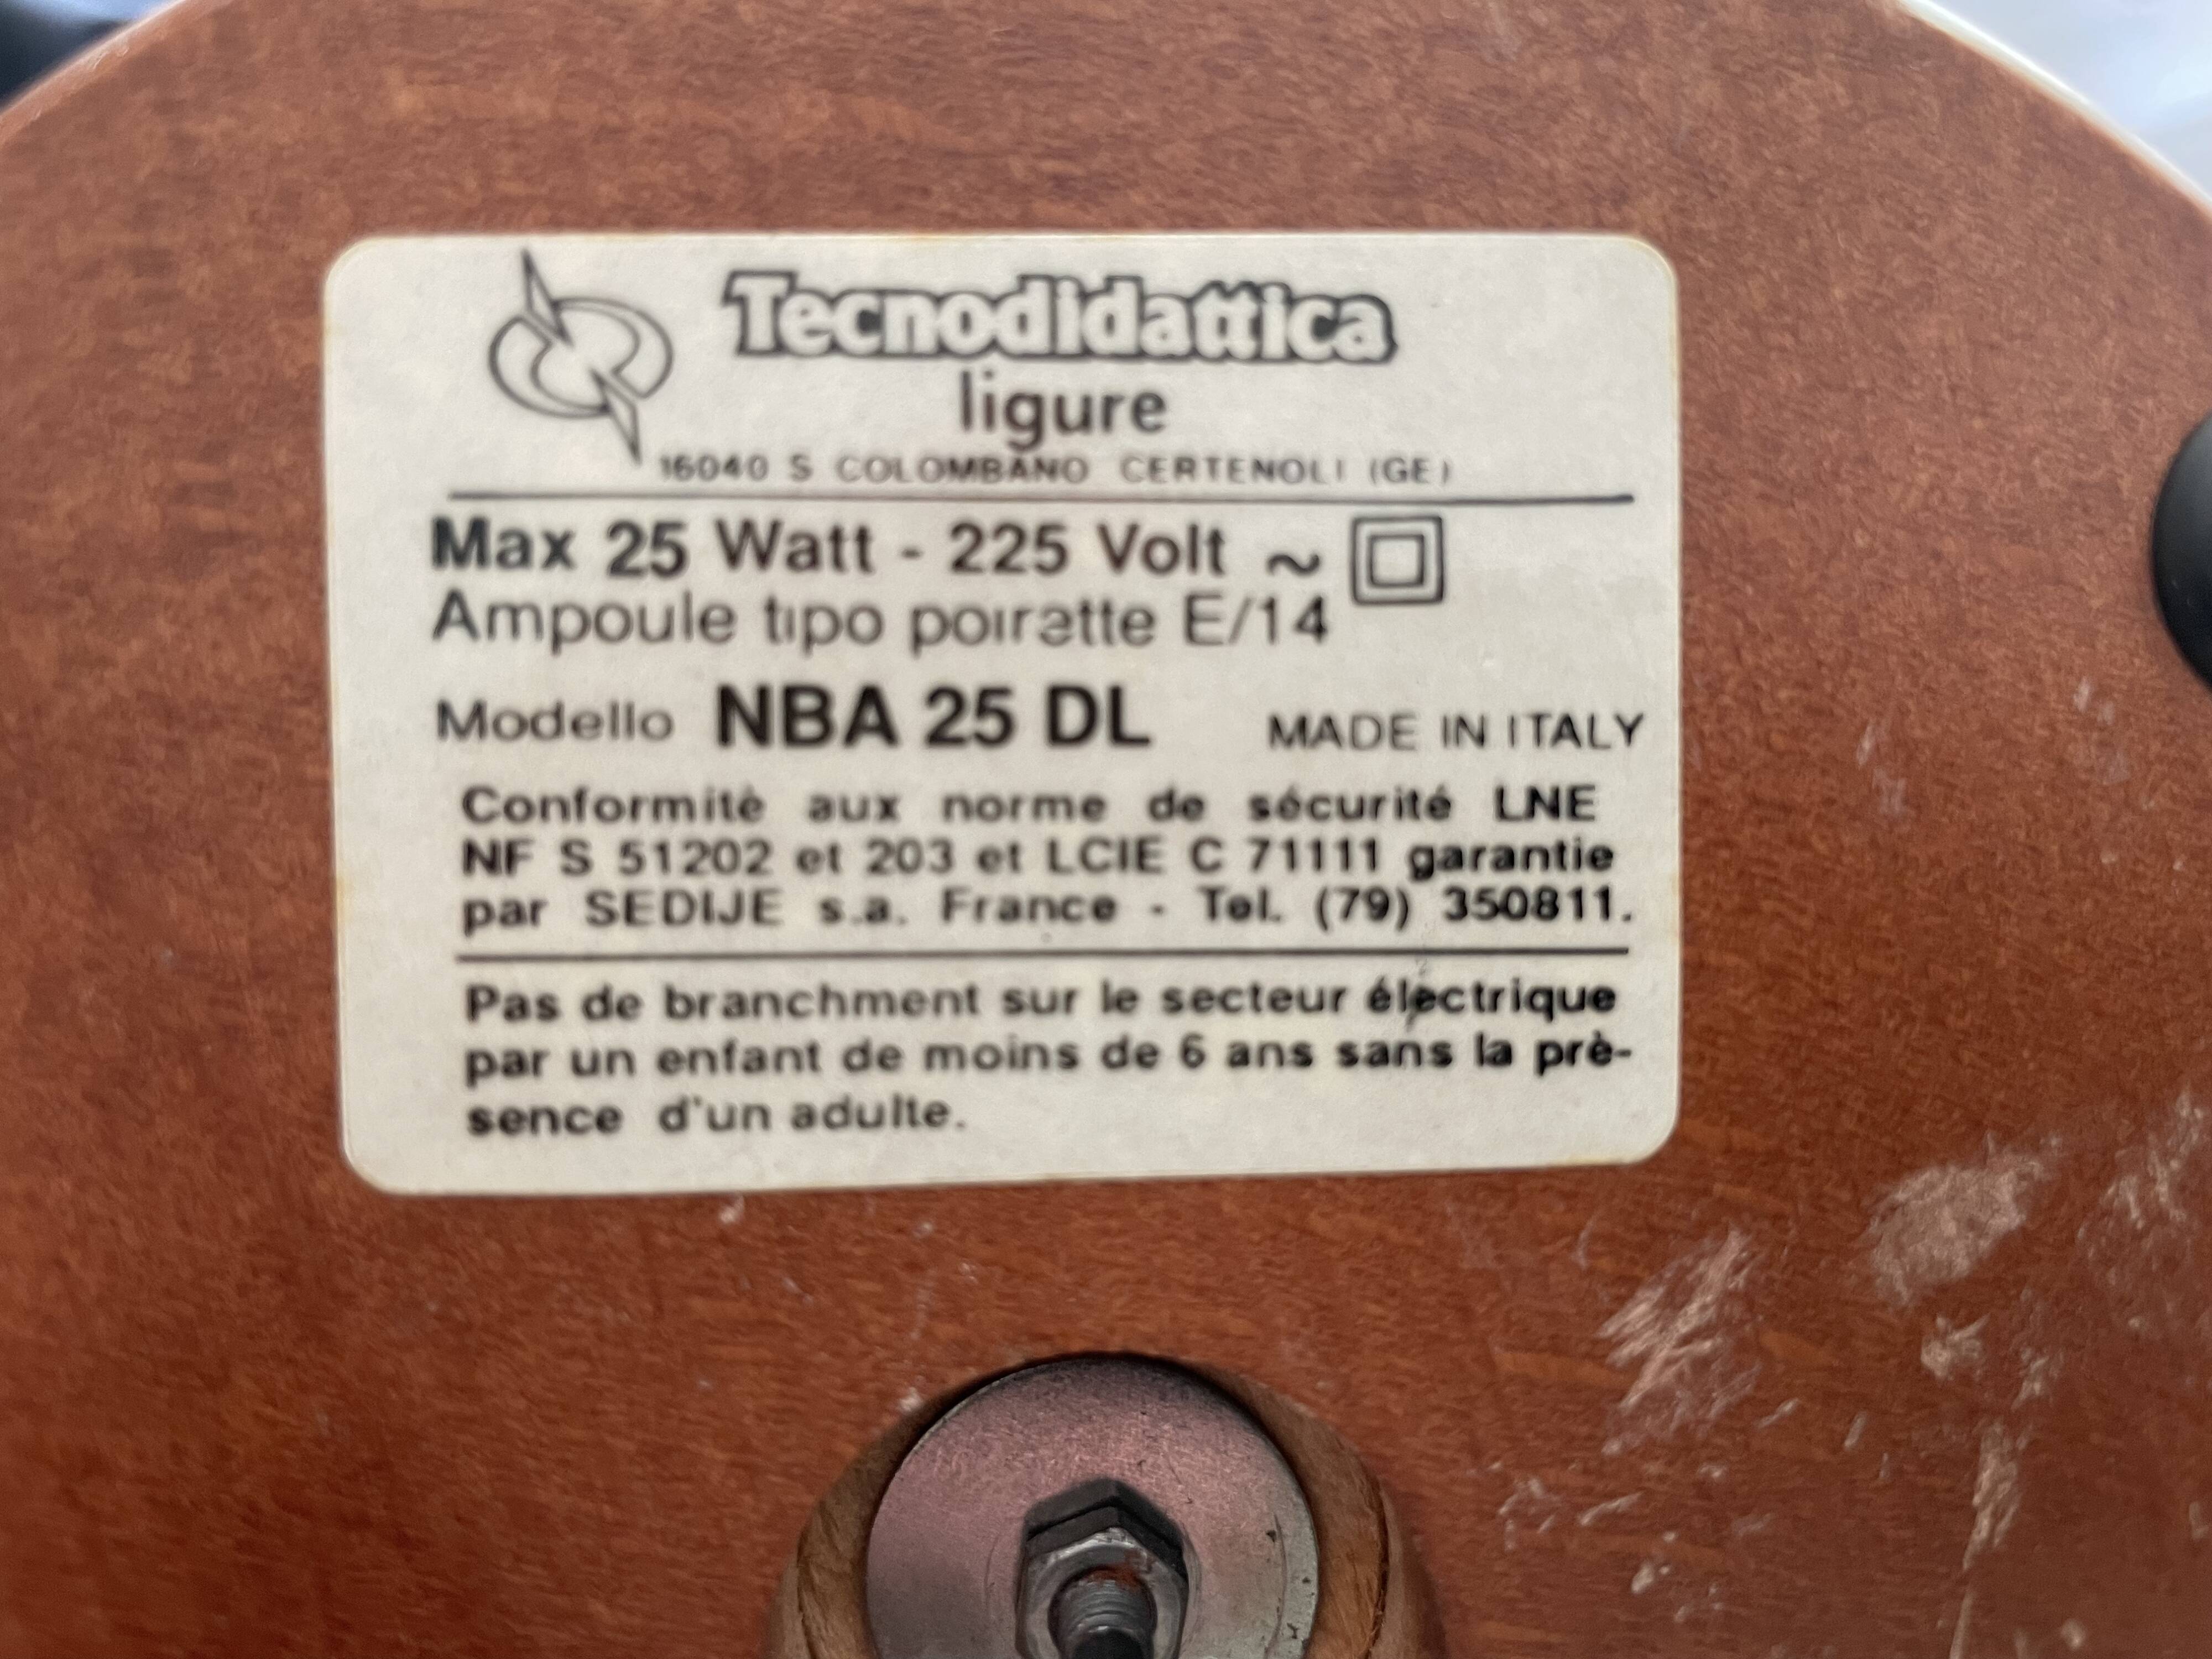 Tecnodidattica
ligure
16040 S COLOMBANO CERTENOLI (GE)
Max 25 Watt - 225 Volt ~
Ampoule tipo poiratte E/14
Modello NBA 25 DL MADE IN ITALY
Conformitè aux norme de sécurité LNE
NF S 51202 et 203 et LCIE C 71111 garantie
par SEDIJE s.a. France - Tel. (79) 350811.
Pas de branchment sur le secteur électrique
par un enfant de moins de 6 ans sans la prè-
sence d'un adulte.